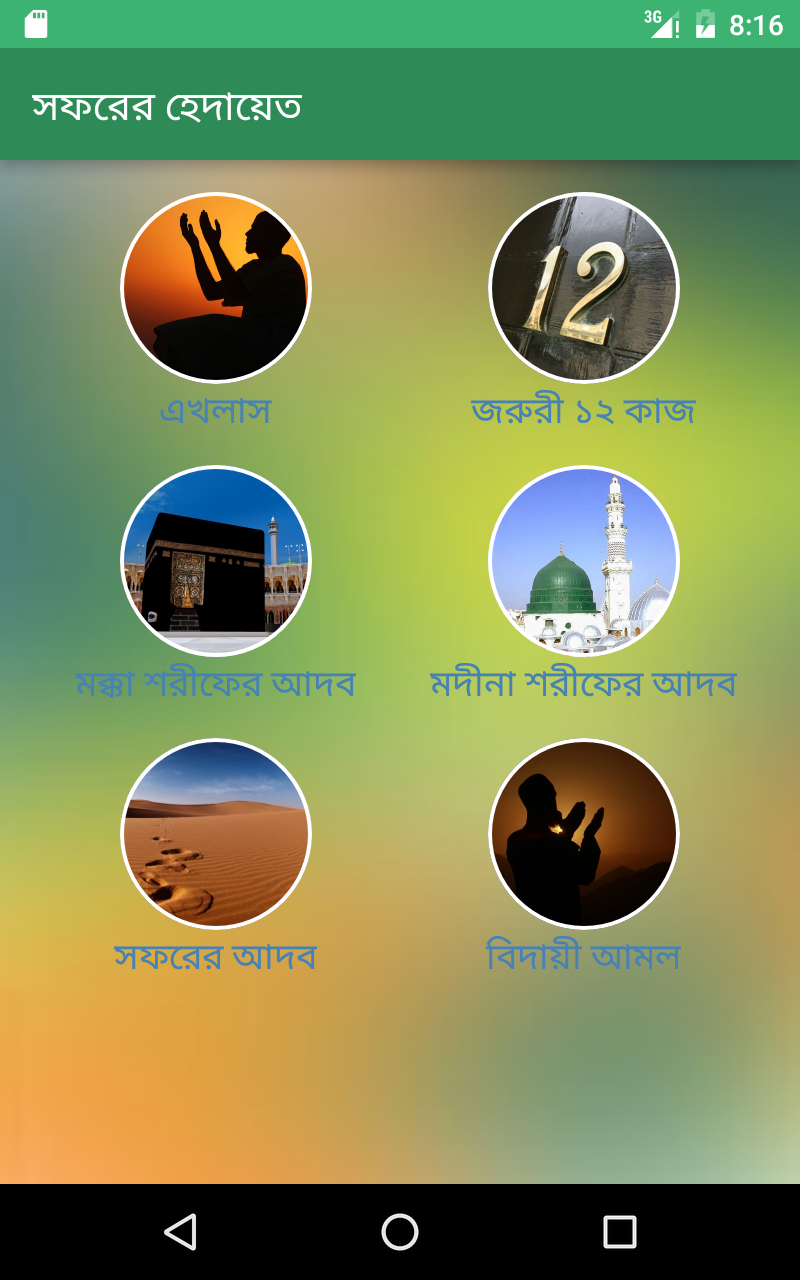 3G 8:16
সফরের হেদায়েত
12
এখলাস জরুরী ১২ কাজ
মক্কা শরীফের আদব মদীনা শরীফের আদব
সফরের আদব বিদায়ী আমল